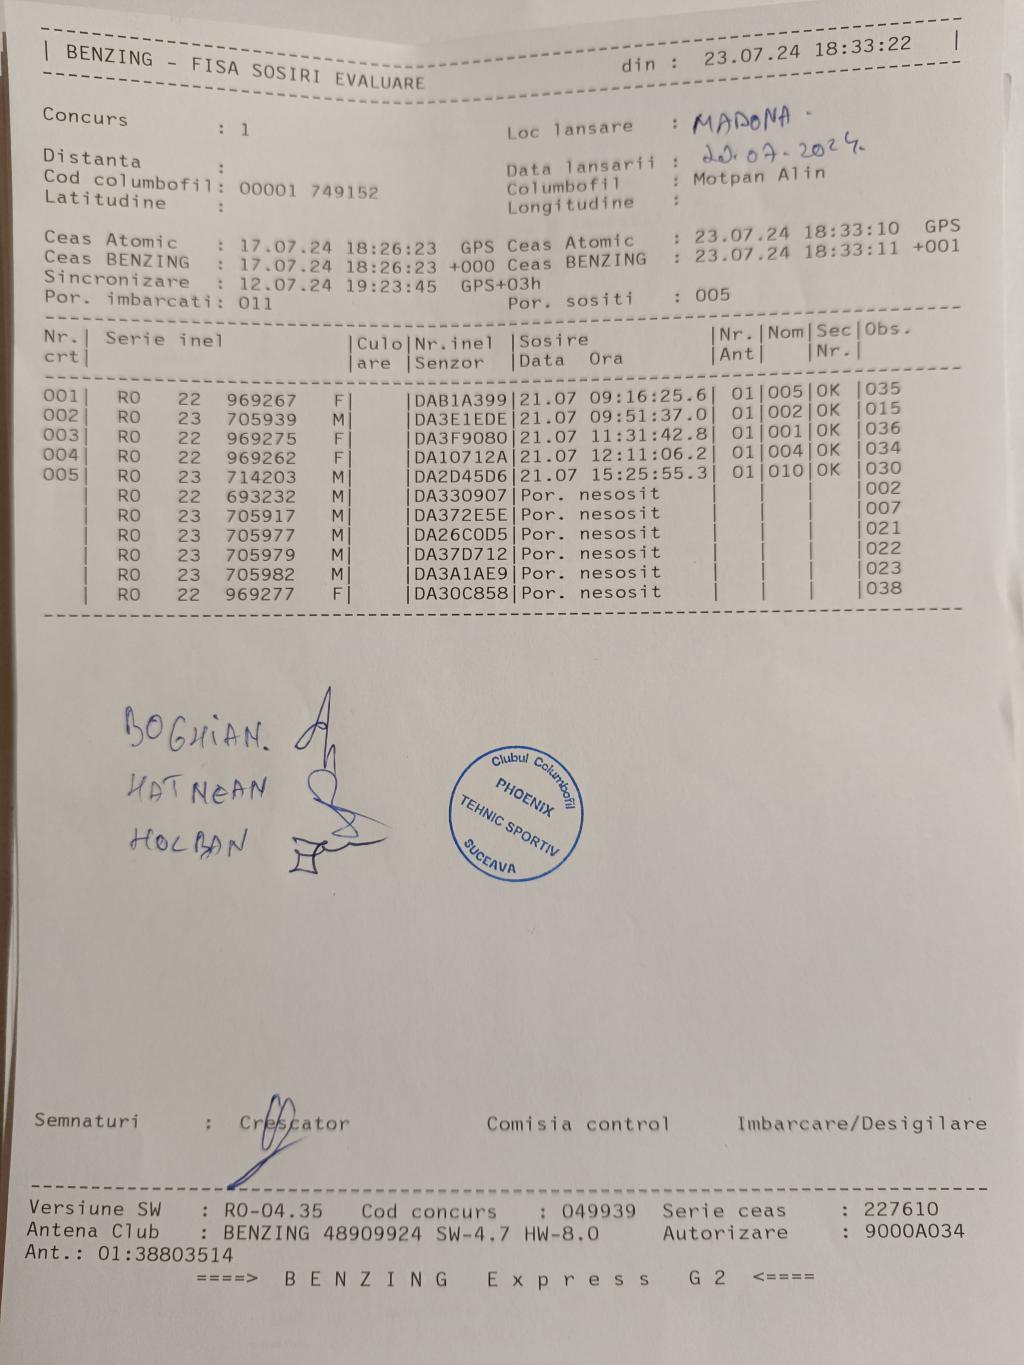 | BENZING - FISA SOSIRI EVALUARE din : 23.07.24 18:33:22 |
Concurs : 1 Loc lansare : MADONA -
Distanta : Data lansarii : 20.07-2024.
Cod columbofil: 00001 749152 Columbofil : Motpan Alin
Latitudine : Longitudine :
Ceas Atomic : 17.07.24 18:26:23 GPS Ceas Atomic : 23.07.24 18:33:10 GPS
Ceas BENZING : 17.07.24 18:26:23 +000 Ceas BENZING : 23.07.24 18:33:11 +001
Sincronizare : 12.07.24 19:23:45 GPS+03h
Por. imbarcati: 011 Por. sositi : 005
Nr.| Serie inel |Culo|Nr.inel |Sosire |Nr.|Nom|Sec|Obs.
crt| |are |Senzor |Data Ora |Ant| |Nr.|
001| RO 22 969267 F| |DAB1A399|21.07 09:16:25.6| 01|005|OK |035
002| RO 23 705939 M| |DA3E1EDE|21.07 09:51:37.0| 01|002|OK |015
003| RO 22 969275 F| |DA3F9080|21.07 11:31:42.8| 01|001|OK |036
004| RO 22 969262 F| |DA10712A|21.07 12:11:06.2| 01|004|OK |034
005| RO 23 714203 M| |DA2D45D6|21.07 15:25:55.3| 01|010|OK |030
| RO 22 693232 M| |DA330907|Por. nesosit | | | |002
| RO 23 705917 M| |DA372E5E|Por. nesosit | | | |007
| RO 23 705977 M| |DA26C0D5|Por. nesosit | | | |021
| RO 23 705979 M| |DA37D712|Por. nesosit | | | |022
| RO 23 705982 M| |DA3A1AE9|Por. nesosit | | | |023
| RO 22 969277 F| |DA30C858|Por. nesosit | | | |038
BOGHIAN.
HATNEAN
HOLBAN
Clubul Columbofil
PHOENIX
TEHNIC SPORTIV
SUCEAVA
Semnaturi : Crescator Comisia control Imbarcare/Desigilare
Versiune SW : RO-04.35 Cod concurs : 049939 Serie ceas : 227610
Antena Club : BENZING 48909924 SW-4.7 HW-8.0 Autorizare : 9000A034
Ant.: 01:38803514
====> B E N Z I N G E x p r e s s G 2 <====